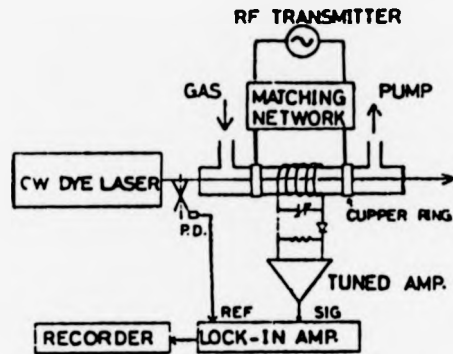 RF TRANSMITTER
GAS
MATCHING
NETWORK
PUMP
CW DYE LASER
P.D.
CUPPER RING
TUNED AMP.
REF
SIG
RECORDER
LOCK-IN AMP.